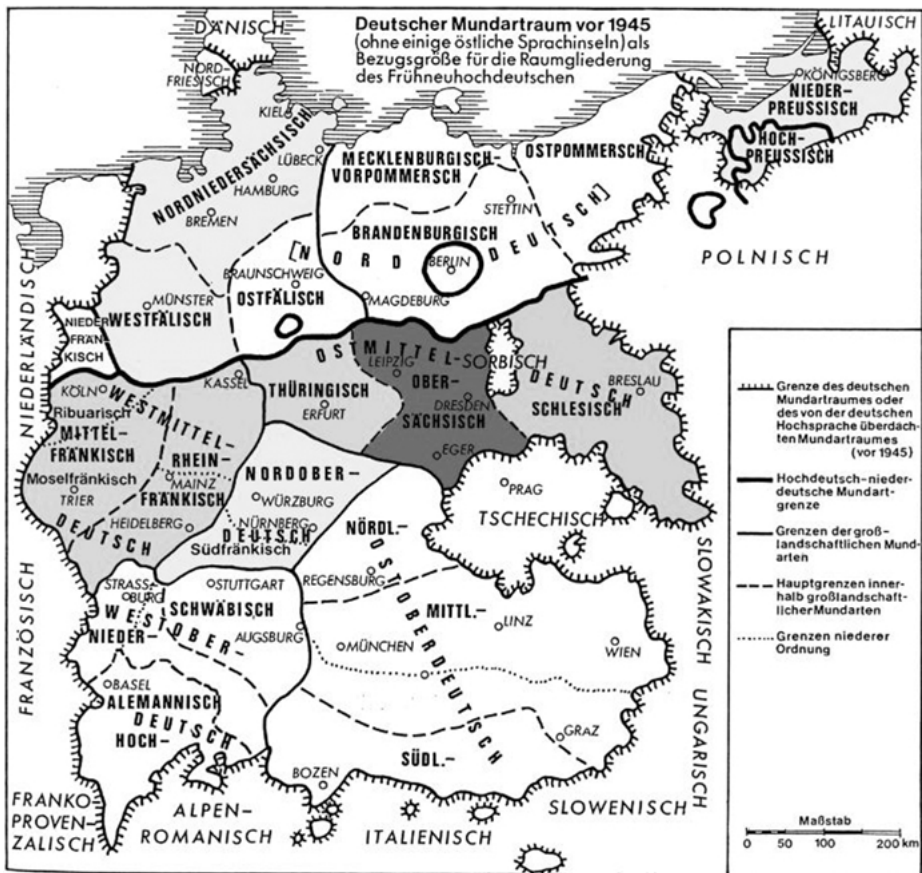 Deutscher Mundartraum vor 1945
(ohne einige östliche Sprachinseln) als
Bezugsgröße für die Raumgliederung
des Frühneuhochdeutschen
DÄNISCH
LITAUISCH
NORD-
FRIESISCH
KÖNIGSBERG
NIEDER-
PREUSSISCH
HOCH-
PREUSSISCH
KIEL
LÜBECK
HAMBURG
NORDNIEDERSÄCHSISCH
BREMEN
MECKLENBURGISCH-
VORPOMMERSCH
OSTPOMMERSCH
STETTIN
BRANDENBURGISCH
[NORD DEUTSCH]
BERLIN
POLNISCH
BRAUNSCHWEIG
OSTFÄLISCH
MAGDEBURG
MÜNSTER
WESTFÄLISCH
NIEDERLÄNDISCH
NIEDER
FRÄN
KISCH
OSTMITTEL-
DEUTSCH
SORBISCH
LEIPZIG
OBER-
SÄCHSISCH
DRESDEN
BRESLAU
SCHLESISCH
KASSEL
THÜRINGISCH
ERFURT
EGER
KÖLN
WESTMITTEL-
DEUTSCH
Ribuarisch
MITTEL-
FRÄNKISCH
Moselfränkisch
TRIER
RHEIN-
FRÄNKISCH
MAINZ
HEIDELBERG
NORDOBER-
DEUTSCH
WÜRZBURG
NÜRNBERG
Südfränkisch
PRAG
TSCHECHISCH
NÖRDL.-
OSTOBERDEUTSCH
REGENSBURG
MITTL.-
LINZ
WIEN
MÜNCHEN
SLOWAKISCH
UNGARISCH
FRANZÖSISCH
STRASS-
BURG
STUTTGART
SCHWÄBISCH
WESTOBER-
DEUTSCH
NIEDER-
AUGSBURG
BASEL
ALEMANNISCH
HOCH-
SÜDL.-
GRAZ
BOZEN
FRANKO
PROVEN-
ZALISCH
ALPEN-
ROMANISCH
ITALIENISCH
SLOWENISCH
Grenze des deutschen
Mundartraumes oder
des von der deutschen
Hochsprache überdach-
ten Mundartraumes
(vor 1945)
Hochdeutsch-nieder-
deutsche Mundart-
grenze
Grenzen der groß-
landschaftlichen Mund-
arten
Hauptgrenzen inner-
halb großlandschaft-
licher Mundarten
Grenzen niederer
Ordnung
Maßstab
0 50 100 200 km